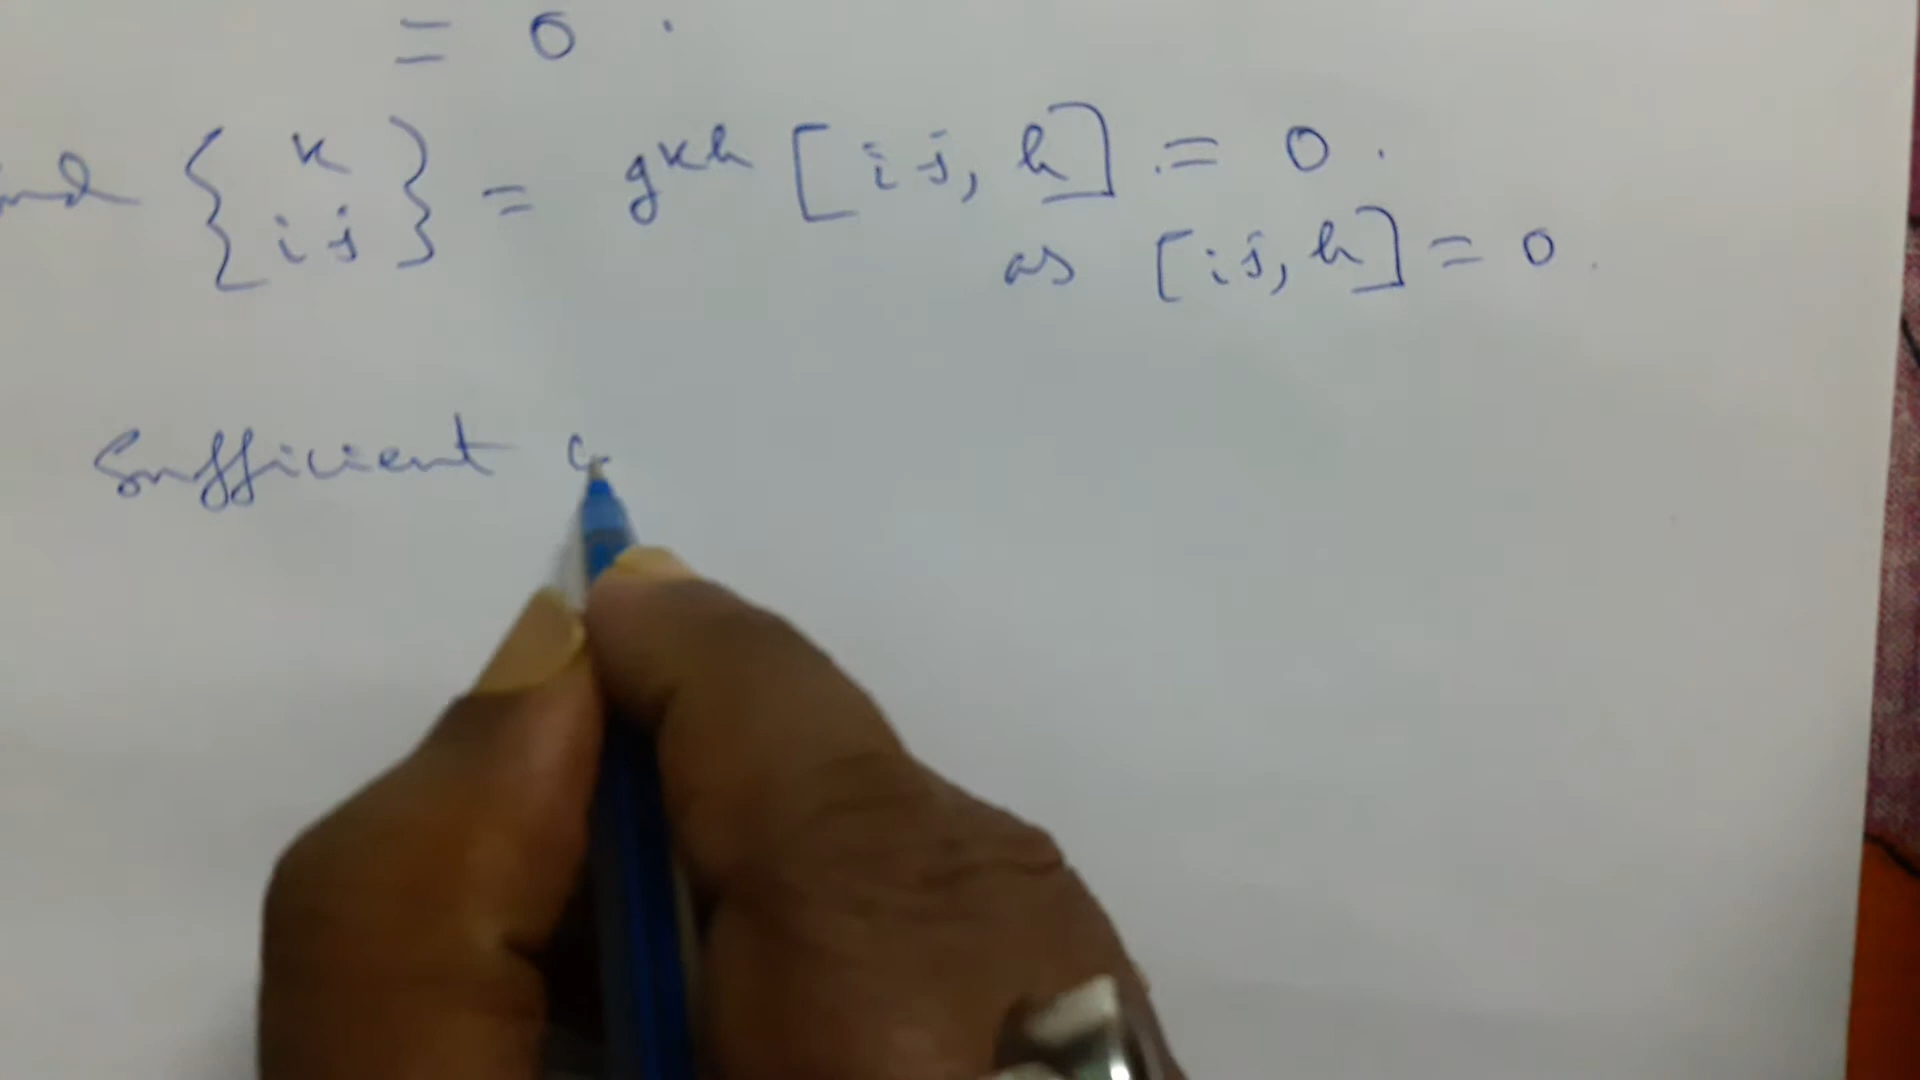 = 0 .
and { k ij } = g^{kh} [ij, h] = 0 .
as [ij, h] = 0 .
Sufficient c